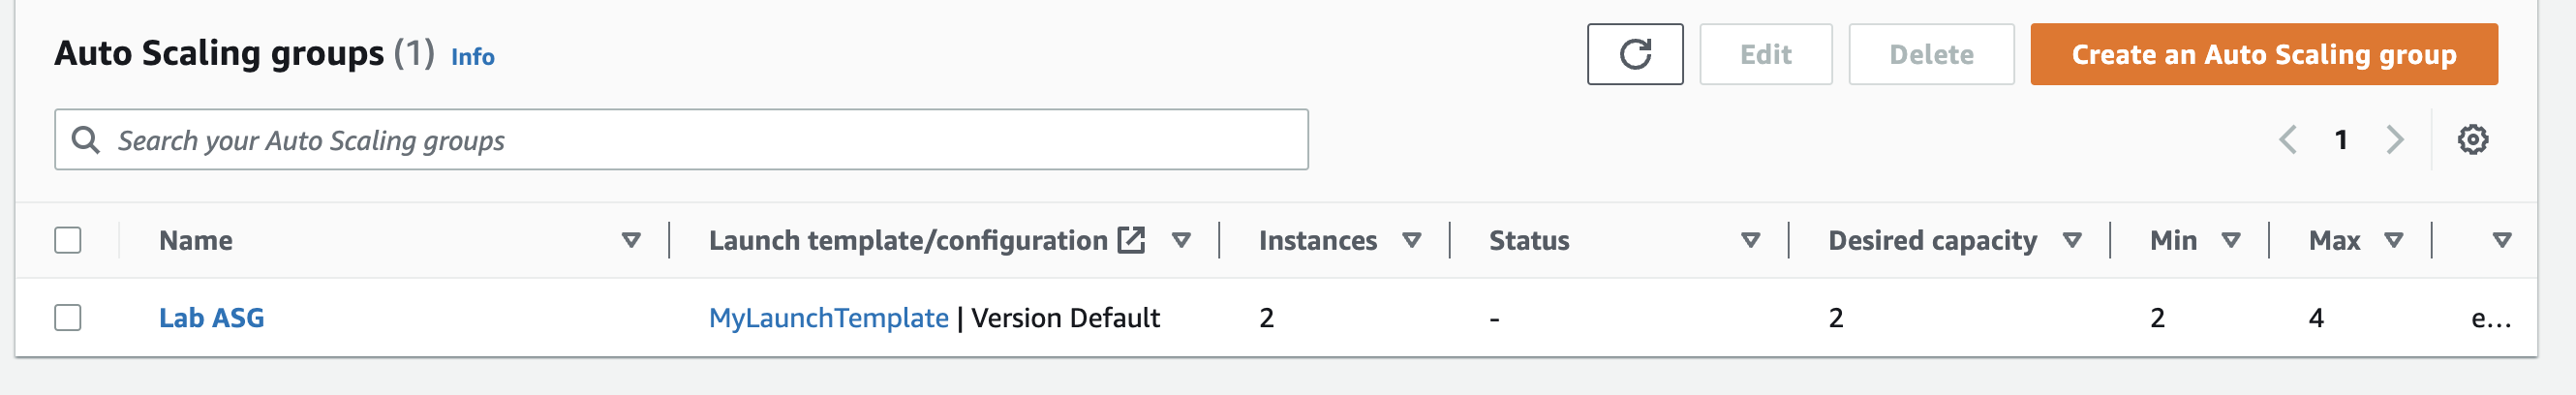 Auto Scaling groups (1) Info
Edit
Delete
Create an Auto Scaling group
Search your Auto Scaling groups
1
Name Launch template/configuration Instances Status Desired capacity Min Max
Lab ASG MyLaunchTemplate | Version Default 2 - 2 2 4 e...